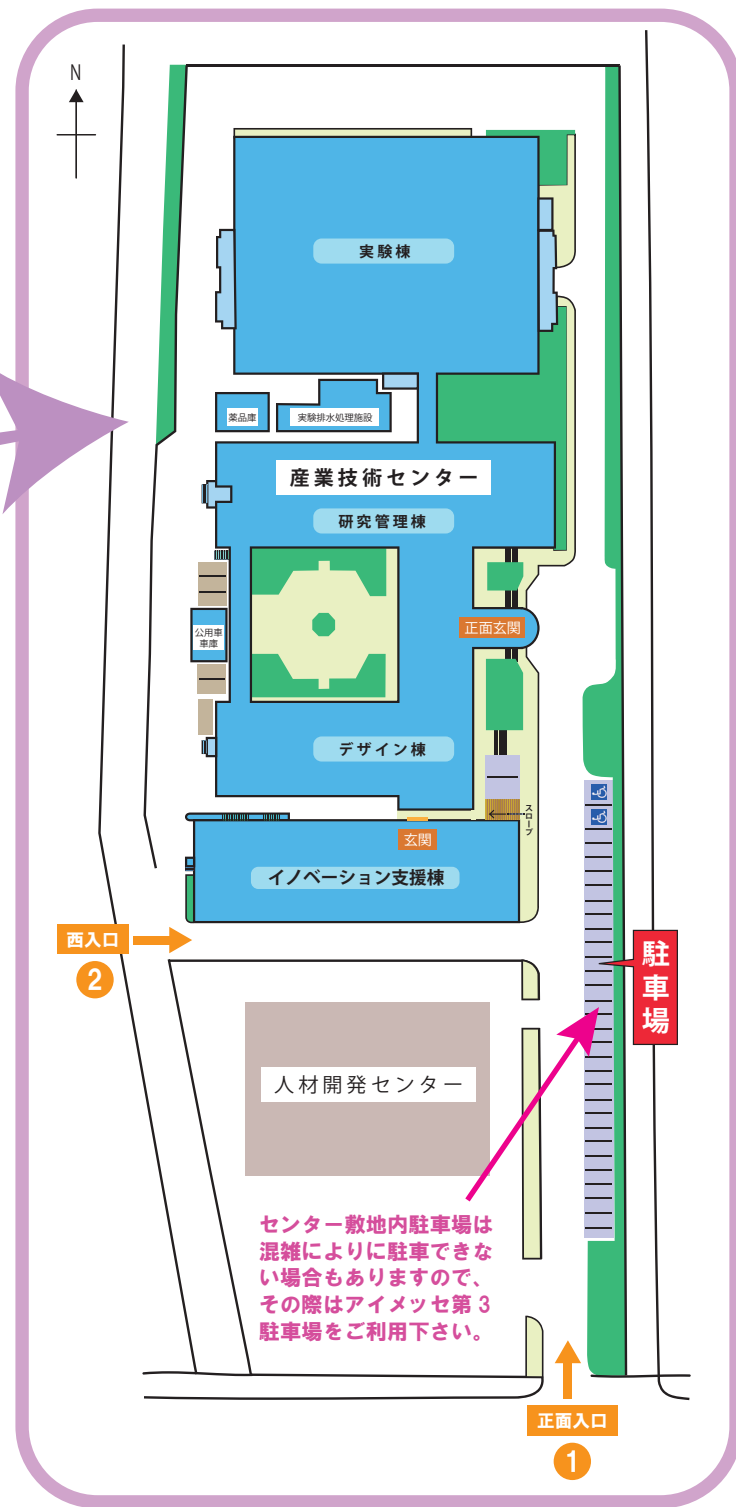 N
実験棟
薬品庫
実験排水処理施設
産業技術センター
研究管理棟
公用車
車庫
正面玄関
デザイン棟
スロープ
玄関
イノベーション支援棟
西入口
2
駐車場
人材開発センター
センター敷地内駐車場は
混雑によりに駐車できな
い場合もありますので、
その際はアイメッセ第3
駐車場をご利用下さい。
正面入口
1